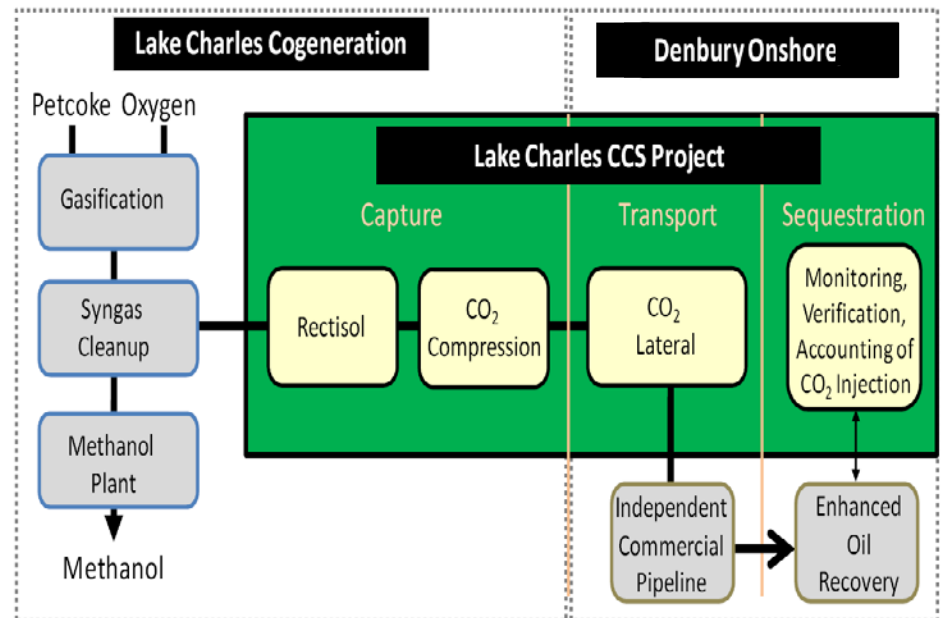 Lake Charles Cogeneration
Denbury Onshore
Petcoke Oxygen
Lake Charles CCS Project
Gasification
Capture
Transport
Sequestration
Syngas
Cleanup
Rectisol
CO₂
Compression
CO₂
Lateral
Monitoring,
Verification,
Accounting of
CO₂ Injection
Methanol
Plant
Independent
Commercial
Pipeline
Enhanced
Oil
Recovery
Methanol